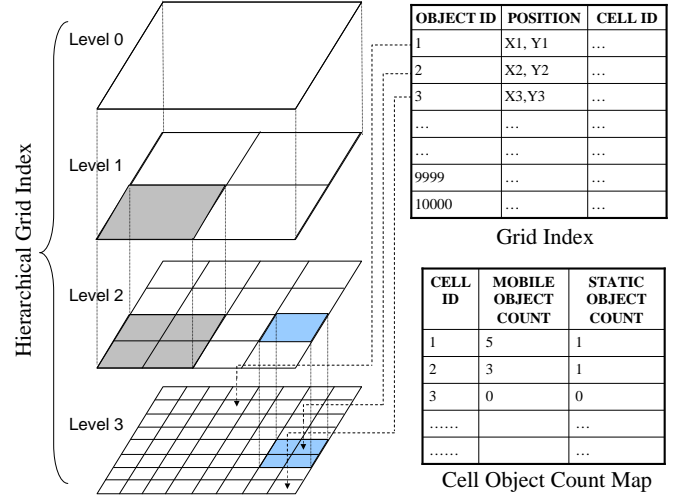 Hierarchical Grid Index
Level 0
Level 1
Level 2
Level 3
OBJECT ID POSITION CELL ID
1 X1, Y1 …
2 X2, Y2 …
3 X3,Y3 …
… … …
… … …
9999 … …
10000 … …
Grid Index
CELL ID MOBILE OBJECT COUNT STATIC OBJECT COUNT
1 5 1
2 3 1
3 0 0
…… …
…… …
Cell Object Count Map